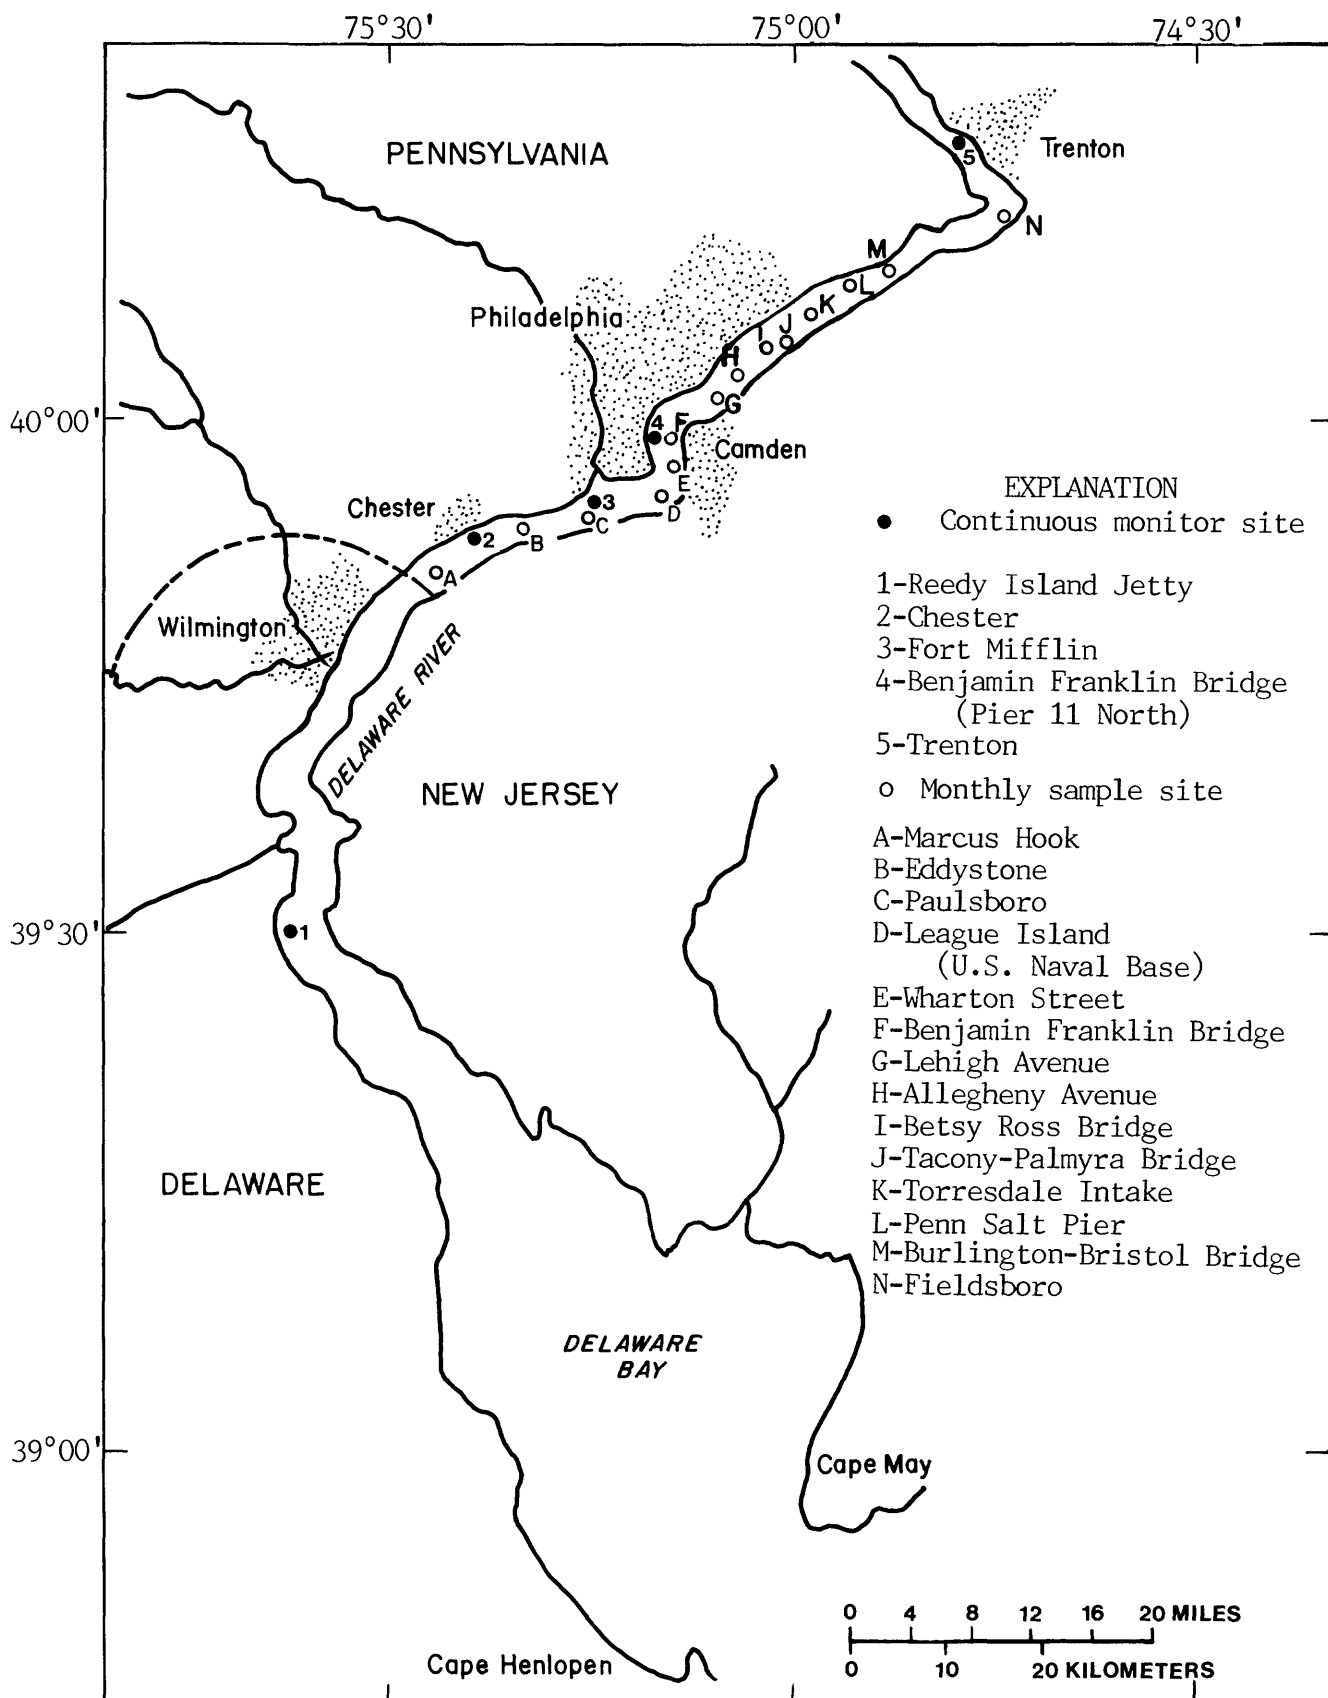 75°30' 75°00' 74°30'
PENNSYLVANIA
5
Trenton
N
M
L
Philadelphia
K
J
I
H
G
40°00'
4 F
Camden
E
EXPLANATION
Chester
3
D
● Continuous monitor site
C
2
B
A
1-Reedy Island Jetty
2-Chester
Wilmington
3-Fort Mifflin
4-Benjamin Franklin Bridge
(Pier 11 North)
DELAWARE RIVER
5-Trenton
NEW JERSEY
○ Monthly sample site
A-Marcus Hook
B-Eddystone
C-Paulsboro
39°30'
1
D-League Island
(U.S. Naval Base)
E-Wharton Street
F-Benjamin Franklin Bridge
G-Lehigh Avenue
H-Allegheny Avenue
I-Betsy Ross Bridge
J-Tacony-Palmyra Bridge
DELAWARE
K-Torresdale Intake
L-Penn Salt Pier
M-Burlington-Bristol Bridge
N-Fieldsboro
DELAWARE
BAY
39°00'
Cape May
0 4 8 12 16 20 MILES
0 10 20 KILOMETERS
Cape Henlopen